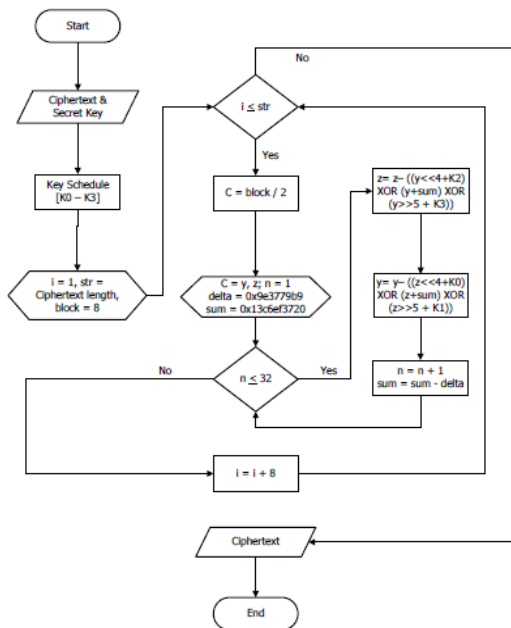 Start
Ciphertext &
Secret Key
Key Schedule
[K0 – K3]
i = 1, str =
Ciphertext length,
block = 8
No
i ≤ str
Yes
C = block / 2
C = y, z; n = 1
delta = 0x9e3779b9
sum = 0x13c6ef3720
No
n ≤ 32
Yes
z= z– ((y<<4+K2)
XOR (y+sum) XOR
(y>>5 + K3))
y= y– ((z<<4+K0)
XOR (z+sum) XOR
(z>>5 + K1))
n = n + 1
sum = sum - delta
i = i + 8
Ciphertext
End